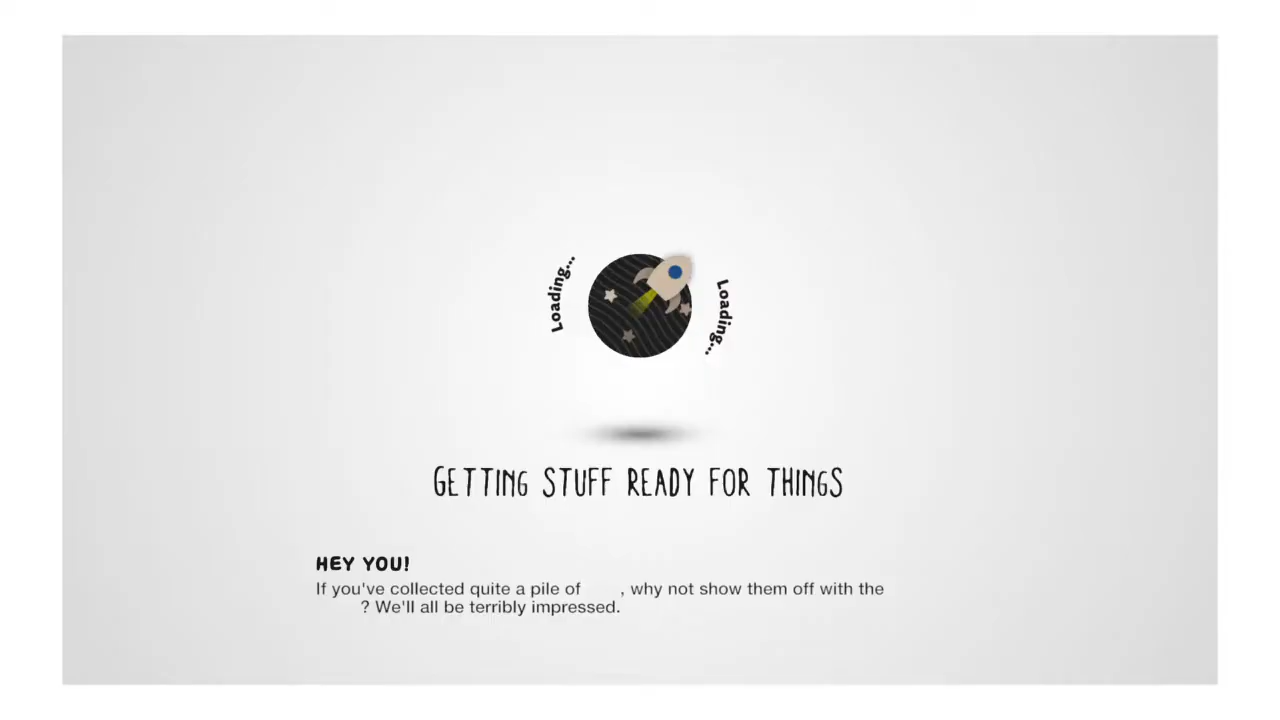 Loading...
Loading...
GETTING STUFF READY FOR THINGS
HEY YOU!
If you've collected quite a pile of , why not show them off with the
? We'll all be terribly impressed.